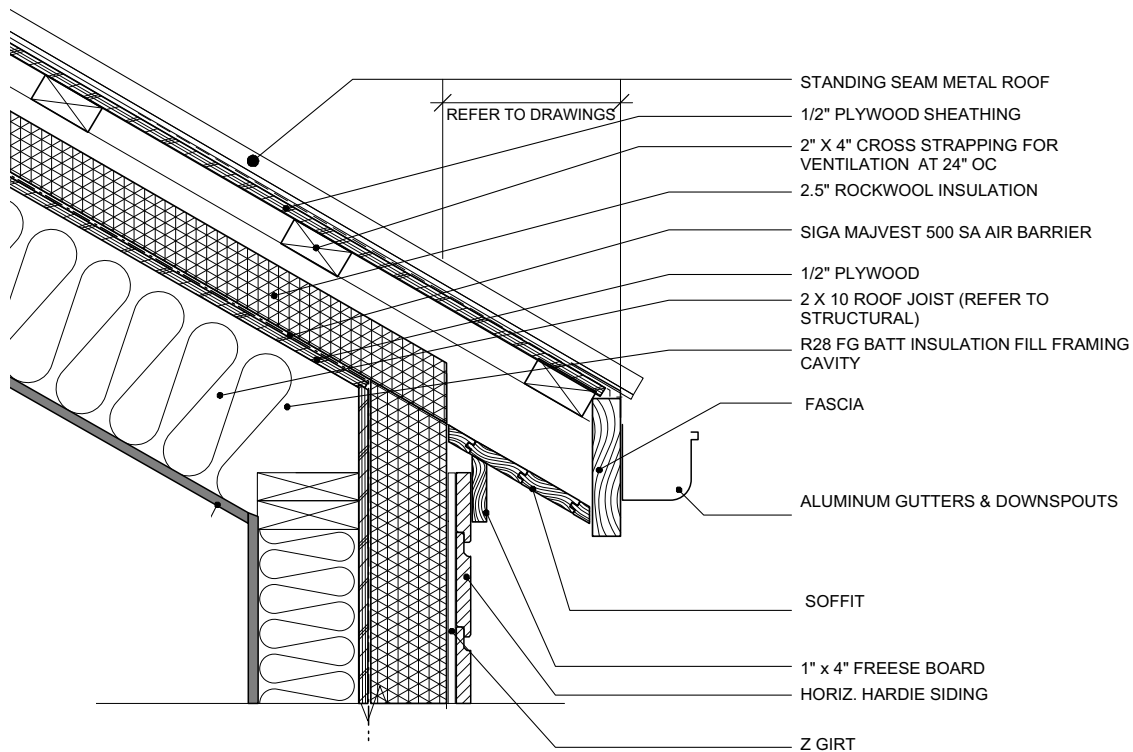 STANDING SEAM METAL ROOF
REFER TO DRAWINGS
1/2" PLYWOOD SHEATHING
2" X 4" CROSS STRAPPING FOR
VENTILATION AT 24" OC
2.5" ROCKWOOL INSULATION
SIGA MAJVEST 500 SA AIR BARRIER
1/2" PLYWOOD
2 X 10 ROOF JOIST (REFER TO
STRUCTURAL)
R28 FG BATT INSULATION FILL FRAMING
CAVITY
FASCIA
ALUMINUM GUTTERS & DOWNSPOUTS
SOFFIT
1" x 4" FREESE BOARD
HORIZ. HARDIE SIDING
Z GIRT